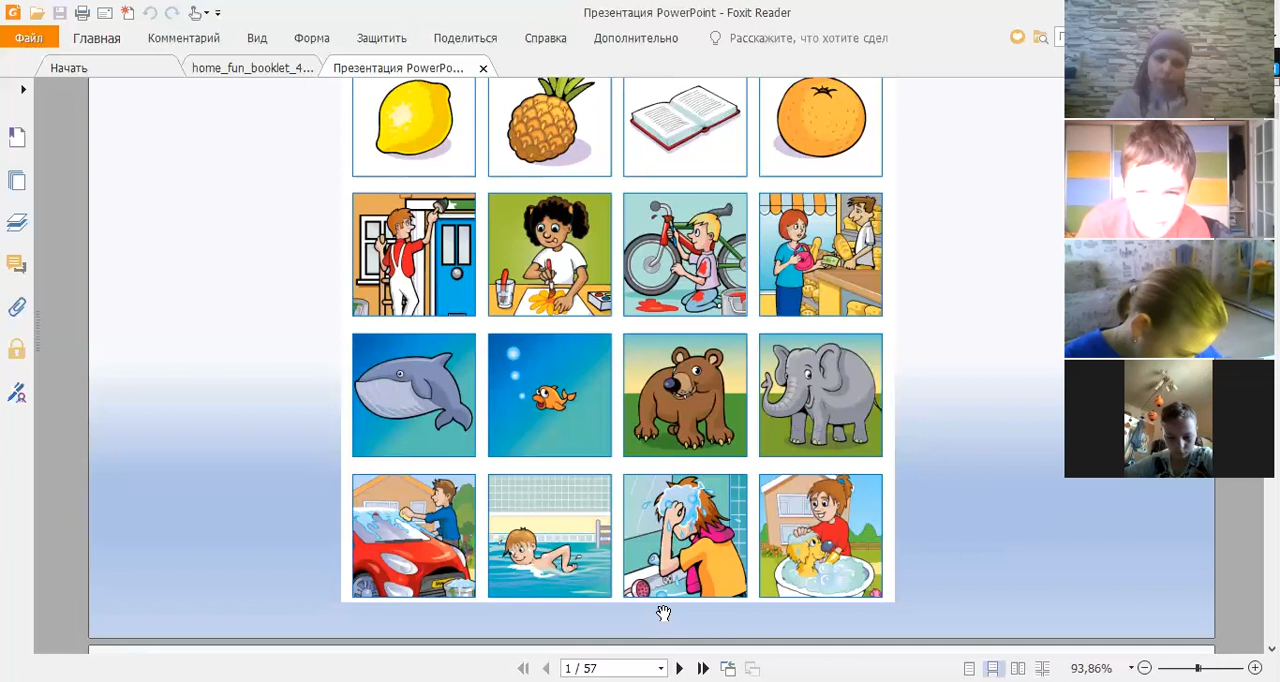 Презентация PowerPoint - Foxit Reader
Файл Главная Комментарий Вид Форма Защитить Поделиться Справка Дополнительно Расскажите, что хотите сдел
Начать home_fun_booklet_4... Презентация PowerPo...
1 / 57 93,86%